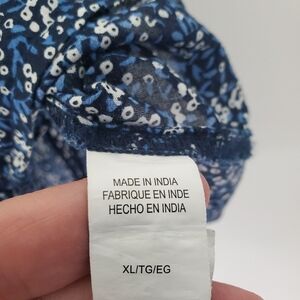 MADE IN INDIA
FABRIQUE EN INDE
HECHO EN INDIA
XL/TG/EG